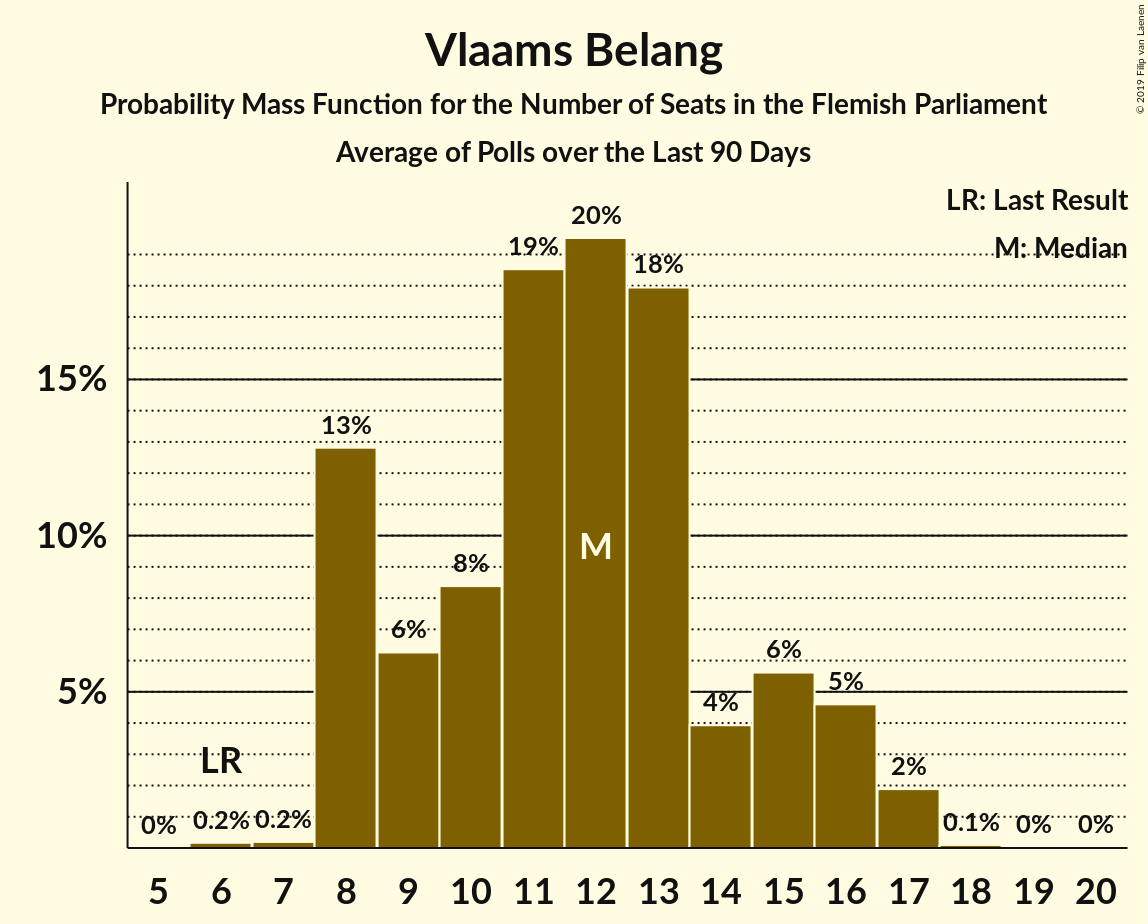 Vlaams Belang
Probability Mass Function for the Number of Seats in the Flemish Parliament
Average of Polls over the Last 90 Days
© 2019 Filip van Laenen
LR: Last Result
M: Median
15%
10%
5%
0%
0.2%
0.2%
13%
6%
8%
19%
20%
18%
4%
6%
5%
2%
0.1%
0%
0%
LR
M
5 6 7 8 9 10 11 12 13 14 15 16 17 18 19 20